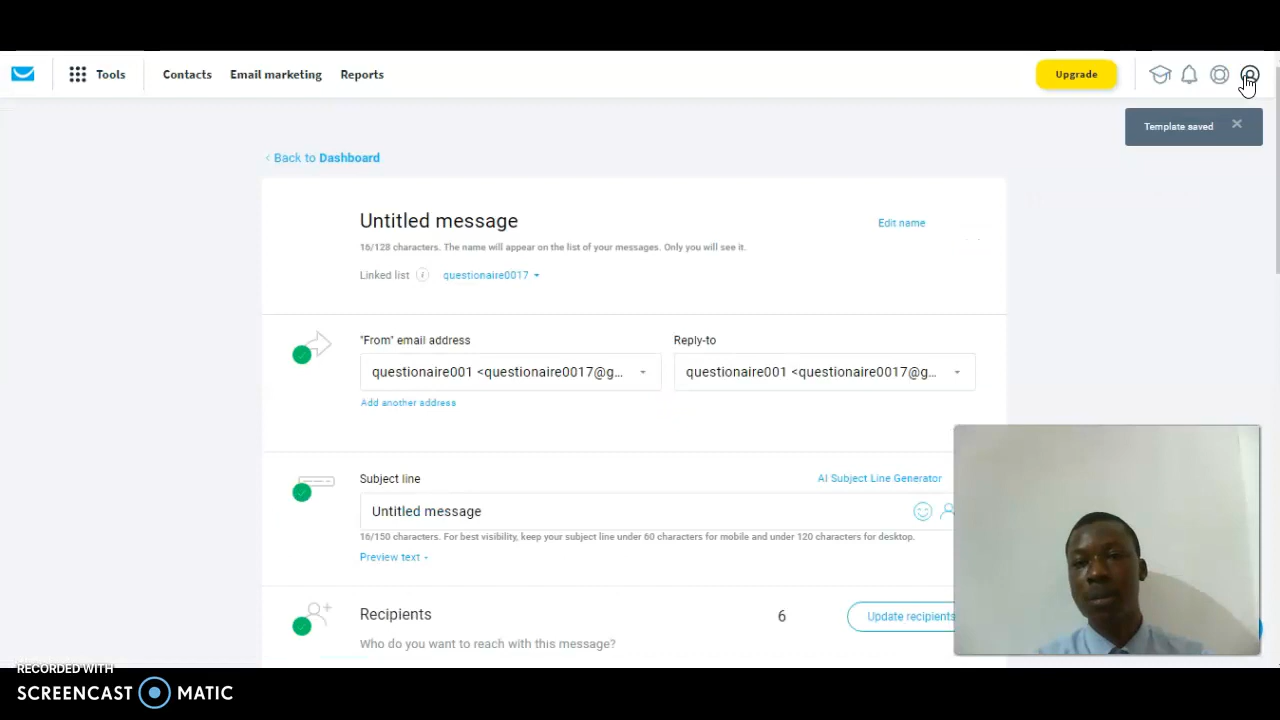 Tools Contacts Email marketing Reports Upgrade
Template saved
Back to Dashboard
Untitled message Edit name
16/128 characters. The name will appear on the list of your messages. Only you will see it.
Linked list i questionaire0017
"From" email address Reply-to
questionaire001 <questionaire0017@g... questionaire001 <questionaire0017@g...
Add another address
Subject line AI Subject Line Generator
Untitled message
16/150 characters. For best visibility, keep your subject line under 60 characters for mobile and under 120 characters for desktop.
Preview text
Recipients 6 Update recipients
Who do you want to reach with this message?
RECORDED WITH
SCREENCAST MATIC